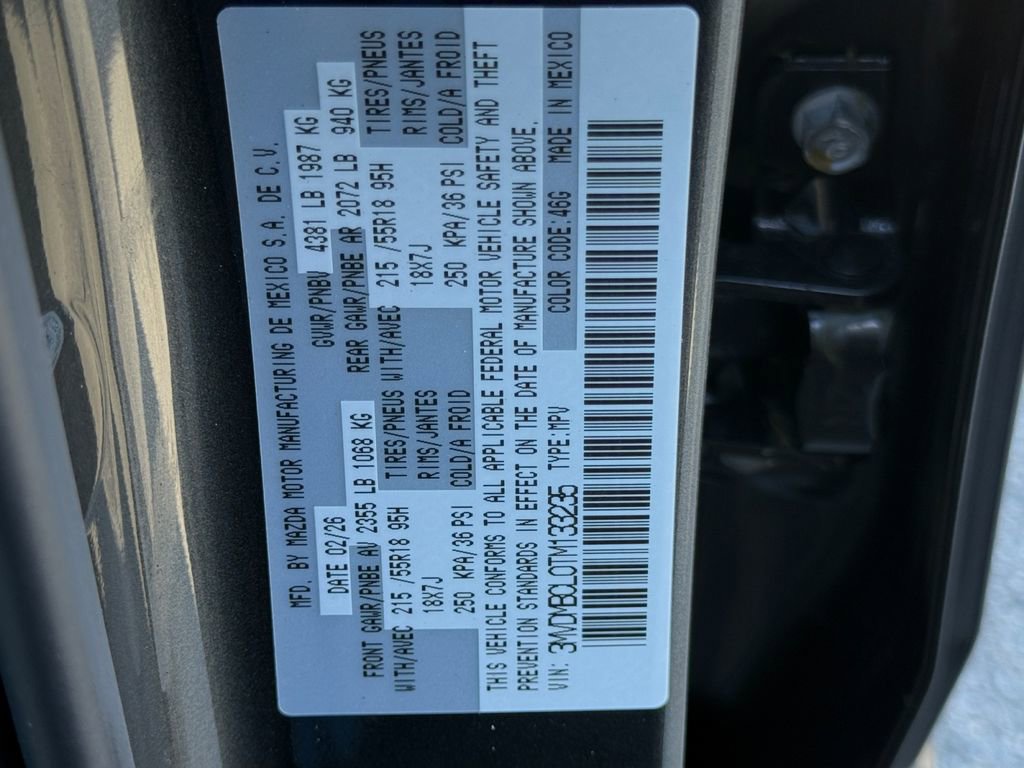 MFD. BY MAZDA MOTOR MANUFACTURING DE MEXICO S.A. DE C.V.
DATE 02/26 GVWR/PNBV 4381 LB 1987 KG
FRONT GAWR/PNBE AV 2355 LB 1068 KG REAR GAWR/PNBE AR 2072 LB 940 KG
WITH/AVEC 215 /55R18 95H TIRES/PNEUS WITH/AVEC 215 /55R18 95H TIRES/PNEUS
18X7J RIMS/JANTES 18X7J RIMS/JANTES
250 KPA/36 PSI COLD/A FROID 250 KPA/36 PSI COLD/A FROID
THIS VEHICLE CONFORMS TO ALL APPLICABLE FEDERAL MOTOR VEHICLE SAFETY AND THEFT
PREVENTION STANDARDS IN EFFECT ON THE DATE OF MANUFACTURE SHOWN ABOVE.
VIN: 3MVDMBCL0TM133235 TYPE:MPV COLOR CODE:46G MADE IN MEXICO